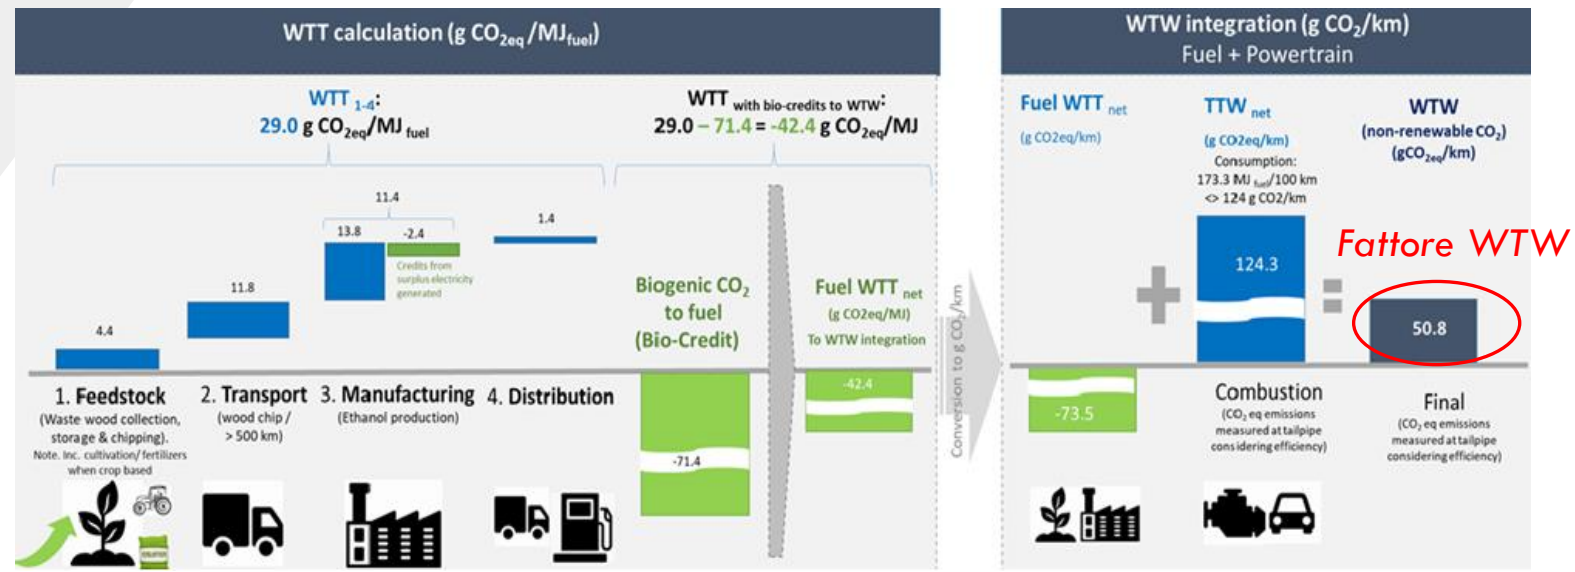 WTT calculation (g CO2eq /MJfuel)
WTT 1-4:
29.0 g CO2eq/MJ fuel
WTT with bio-credits to WTW:
29.0 – 71.4 = -42.4 g CO2eq/MJ
4.4
11.8
11.4
13.8
-2.4
Credits from
surplus electricity
generated
1.4
Biogenic CO2
to fuel
(Bio-Credit)
-71.4
Fuel WTT net
(g CO2eq/MJ)
To WTW integration
-42.4
1. Feedstock
(Waste wood collection,
storage & chipping).
Note. Inc. cultivation/ fertilizers
when crop based
2. Transport
(wood chip /
> 500 km)
3. Manufacturing
(Ethanol production)
4. Distribution
Conversion to g CO2/km
WTW integration (g CO2/km)
Fuel + Powertrain
Fuel WTT net
(g CO2eq/km)
-73.5
TTW net
(g CO2eq/km)
Consumption:
173.3 MJ fuel/100 km
<> 124 g CO2/km
124.3
Combustion
(CO2 eq emissions
measured at tailpipe
considering efficiency)
WTW
(non-renewable CO2)
(gCO2eq/km)
Fattore WTW
50.8
Final
(CO2 eq emissions
measured at tailpipe
considering efficiency)